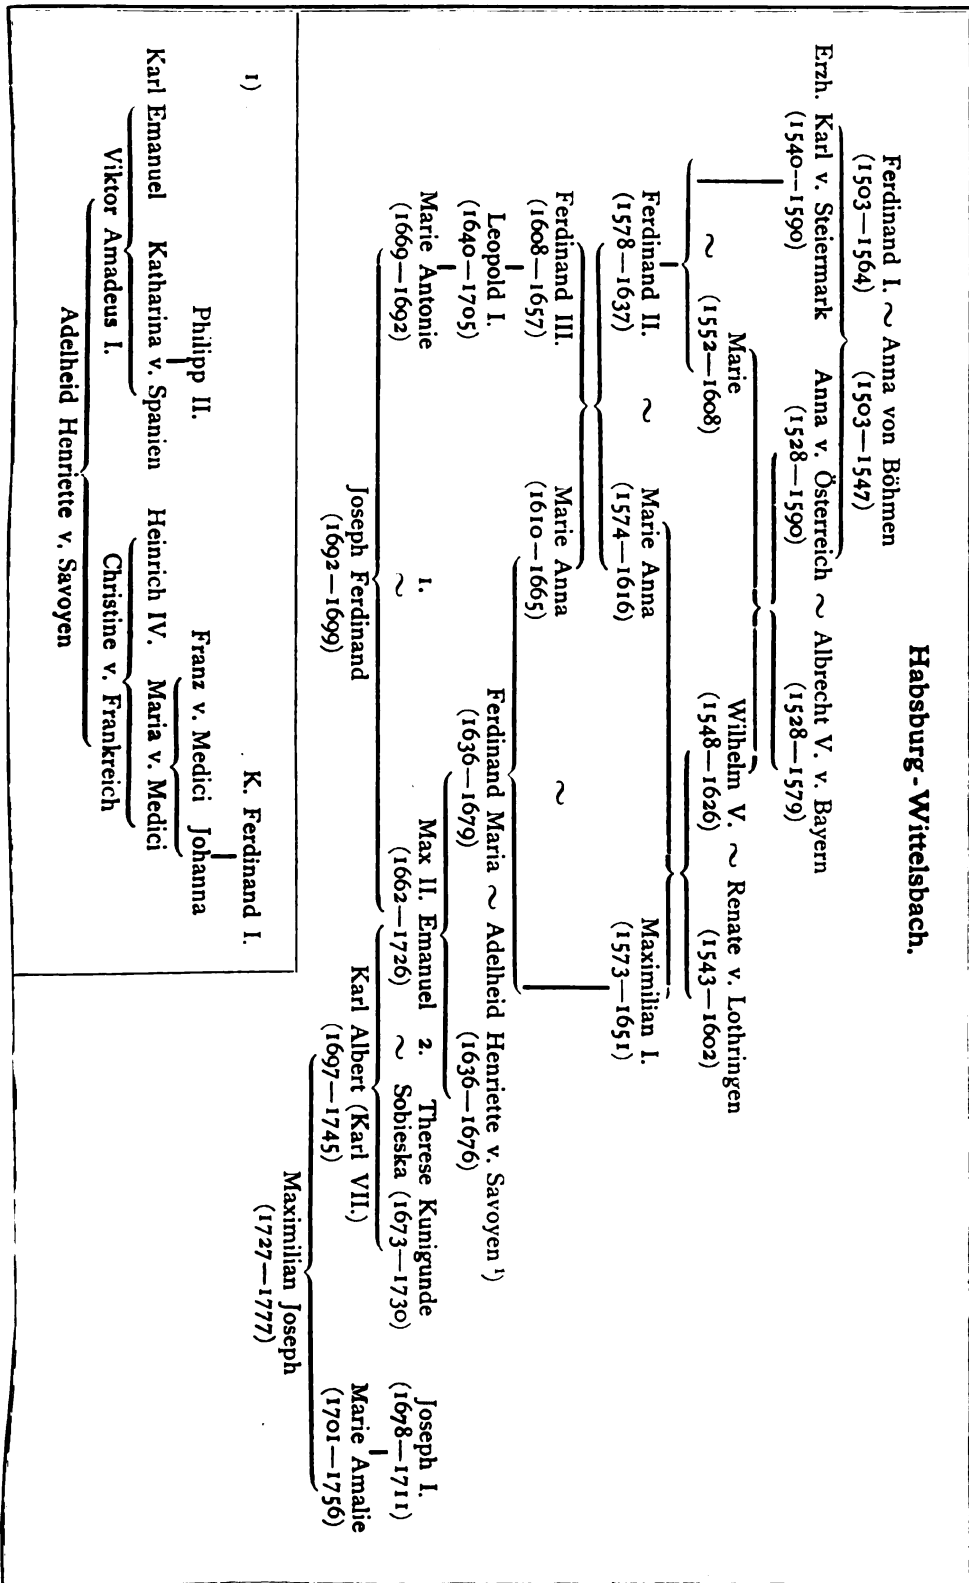 Habsburg-Wittelsbach.
Ferdinand I. ~ Anna von Böhmen
(1503—1564) (1503—1547)
Erzh. Karl v. Steiermark Anna v. Österreich ~ Albrecht V. v. Bayern
(1540—1590) (1528—1590) (1528—1579)
Marie Wilhelm V. ~ Renate v. Lothringen
~ (1552—1608) (1548—1626) (1543—1602)
Ferdinand II. ~ Marie Anna Maximilian I.
(1578—1637) (1574—1616) (1573—1651)
Ferdinand III. Marie Anna ~
(1608—1657) (1610—1665)
Leopold I. Ferdinand Maria ~ Adelheid Henriette v. Savoyen ¹)
(1640—1705) (1636—1679) (1636—1676)
Marie Antonie 1. Max II. Emanuel 2. Therese Kunigunde Joseph I.
(1669—1692) ~ (1662—1726) ~ Sobieska (1673—1730) (1678—1711)
Joseph Ferdinand Karl Albert (Karl VII.) Marie Amalie
(1692—1699) (1697—1745) (1701—1756)
Maximilian Joseph
(1727—1777)
1) K. Ferdinand I.
Philipp II. Franz v. Medici Johanna
Karl Emanuel Katharina v. Spanien Heinrich IV. Maria v. Medici
Viktor Amadeus I. Christine v. Frankreich
Adelheid Henriette v. Savoyen